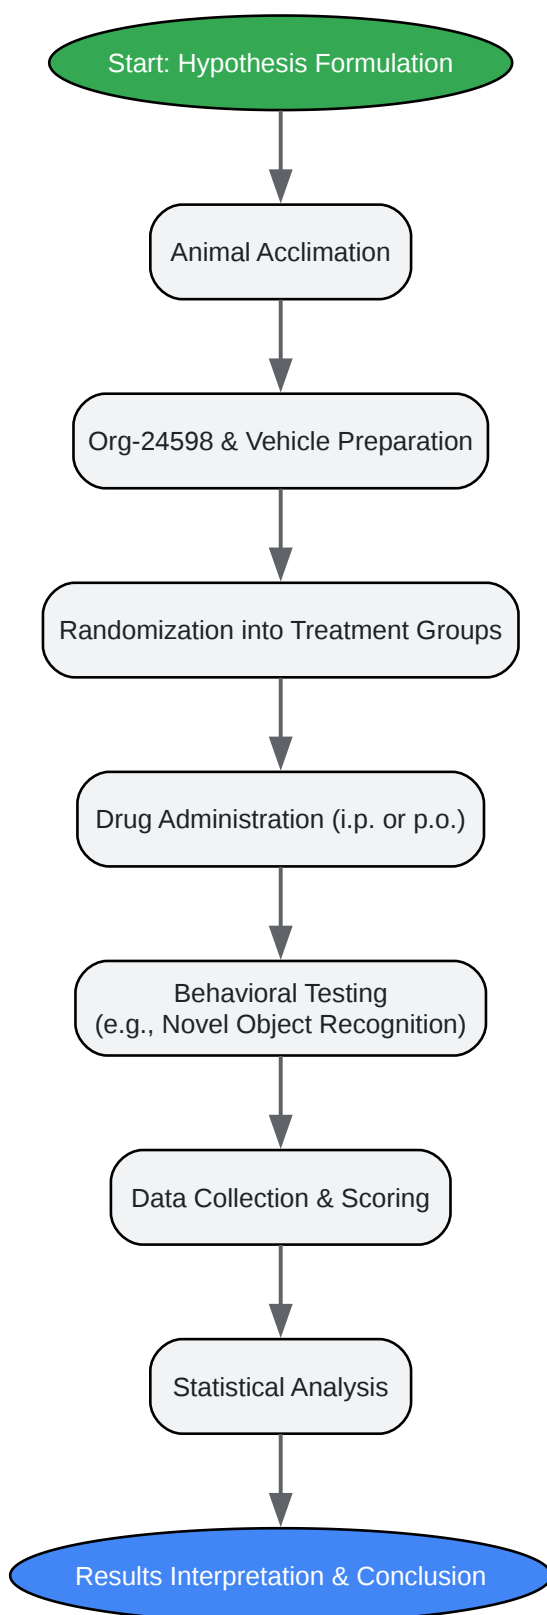 Start: Hypothesis Formulation
Animal Acclimation
Org-24598 & Vehicle Preparation
Randomization into Treatment Groups
Drug Administration (i.p. or p.o.)
Behavioral Testing
(e.g., Novel Object Recognition)
Data Collection & Scoring
Statistical Analysis
Results Interpretation & Conclusion